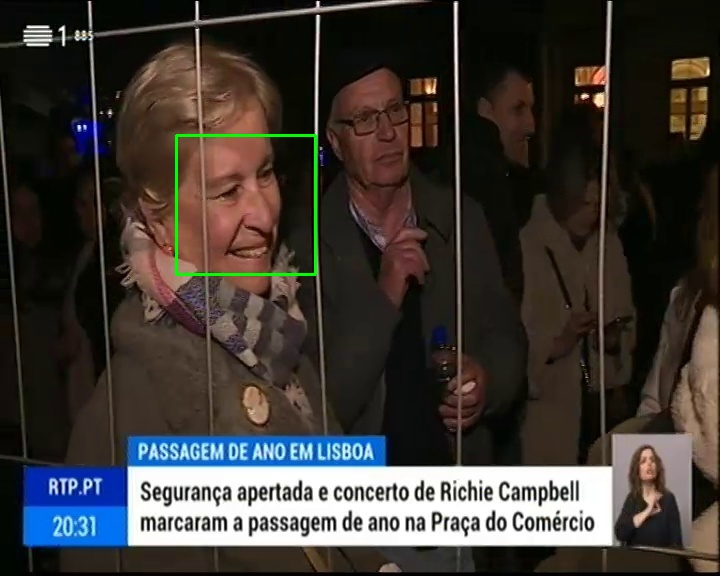 1
885
PASSAGEM DE ANO EM LISBOA
RTP.PT
Segurança apertada e concerto de Richie Campbell
20:31
marcaram a passagem de ano na Praça do Comércio